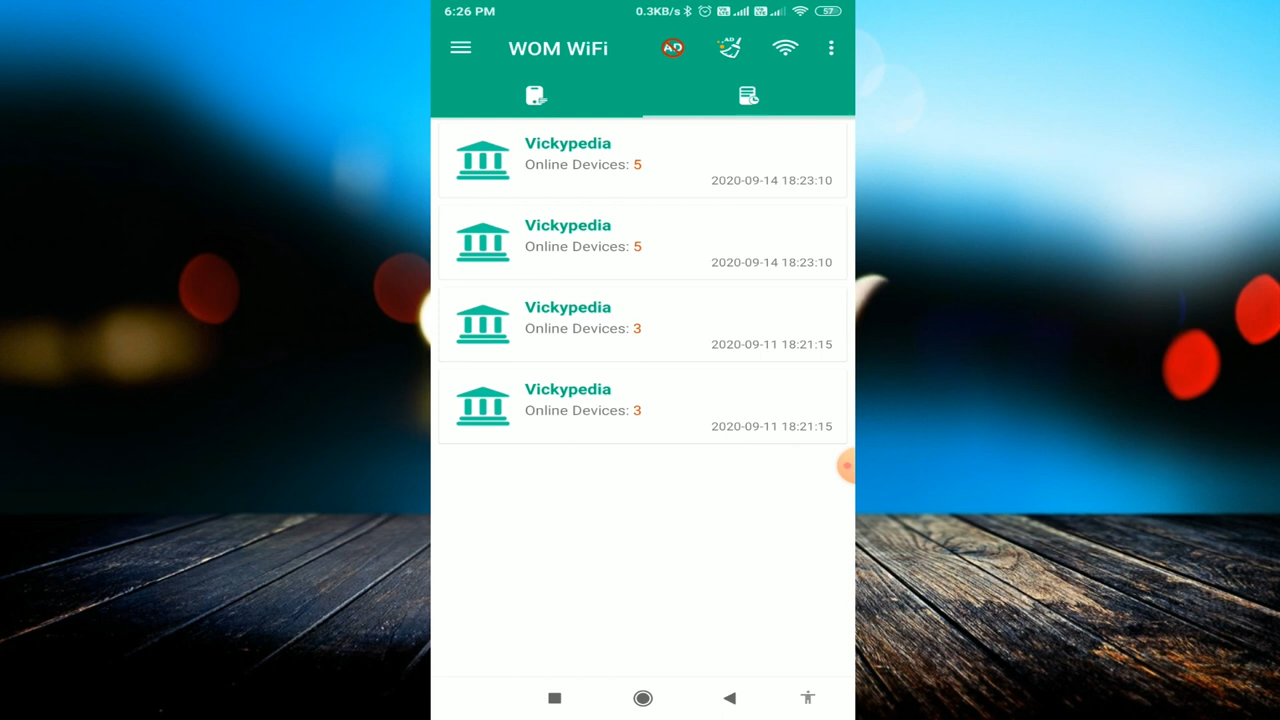 6:26 PM 0.3KB/s 57
WOM WiFi AD AD
Vickypedia
Online Devices: 5
2020-09-14 18:23:10
Vickypedia
Online Devices: 5
2020-09-14 18:23:10
Vickypedia
Online Devices: 3
2020-09-11 18:21:15
Vickypedia
Online Devices: 3
2020-09-11 18:21:15